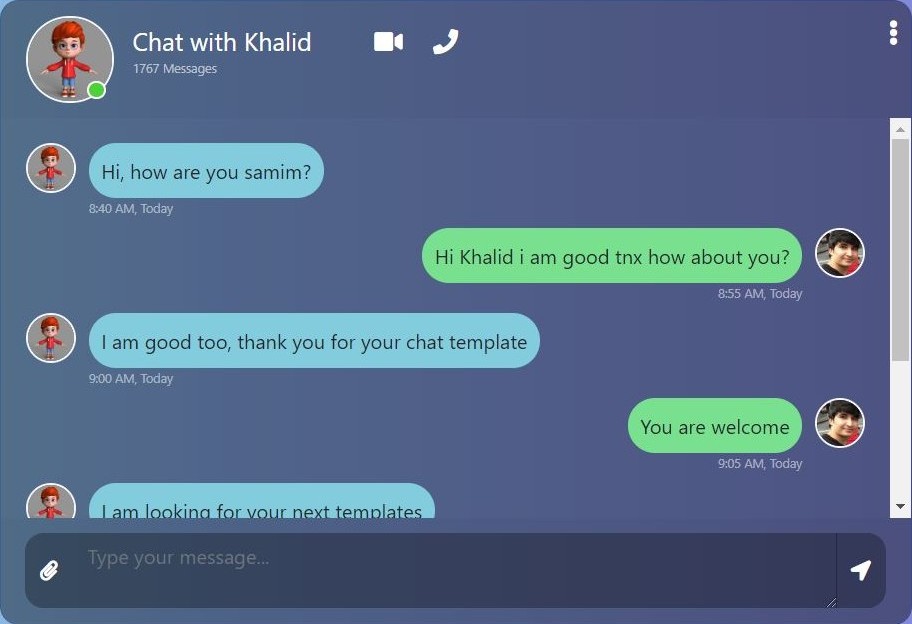 Chat with Khalid
1767 Messages
Hi, how are you samim?
8:40 AM, Today
Hi Khalid i am good tnx how about you?
8:55 AM, Today
I am good too, thank you for your chat template
9:00 AM, Today
You are welcome
9:05 AM, Today
I am looking for your next templates
Type your message...